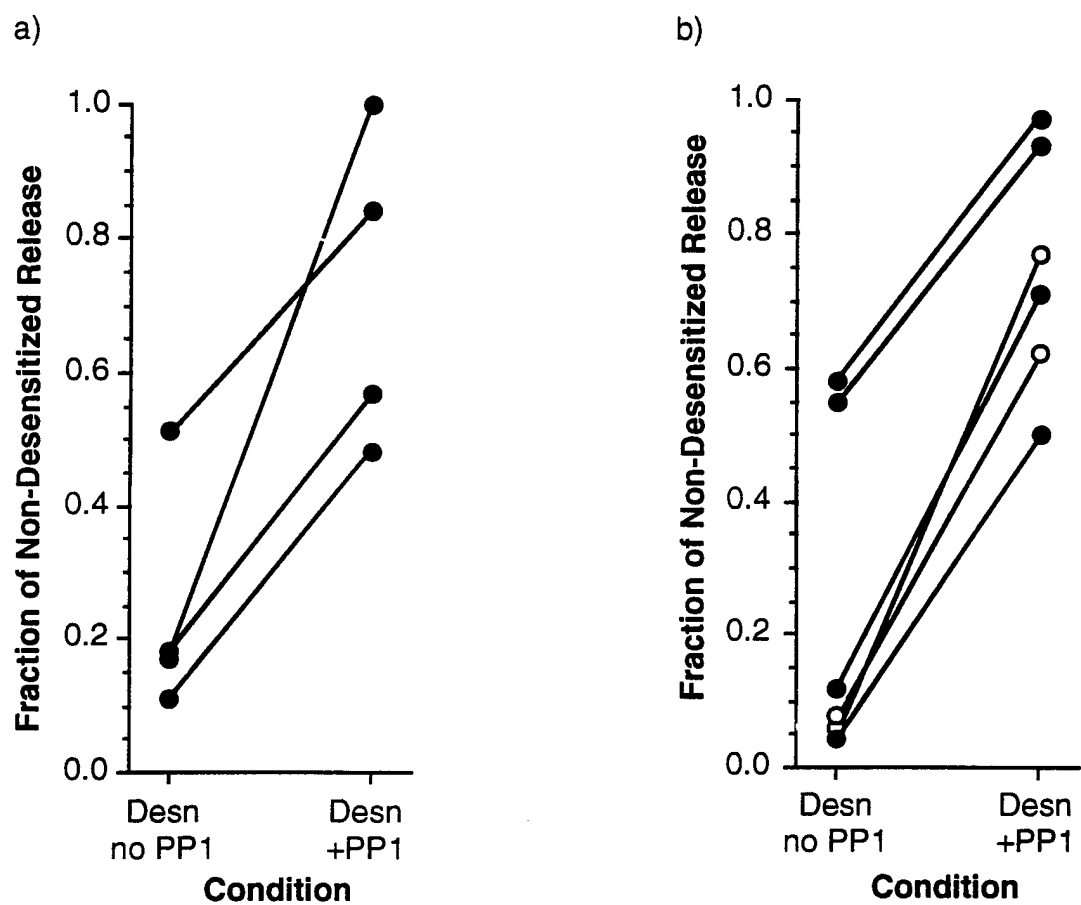 a)
Fraction of Non-Desensitized Release
1.0
0.8
0.6
0.4
0.2
0.0
Desn
no PP1
Desn
+PP1
Condition
b)
Fraction of Non-Desensitized Release
1.0
0.8
0.6
0.4
0.2
0.0
Desn
no PP1
Desn
+PP1
Condition